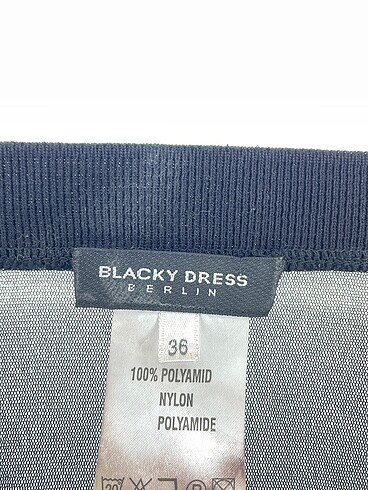 BLACKY DRESS
BERLIN
36
100% POLYAMID
NYLON
POLYAMIDE